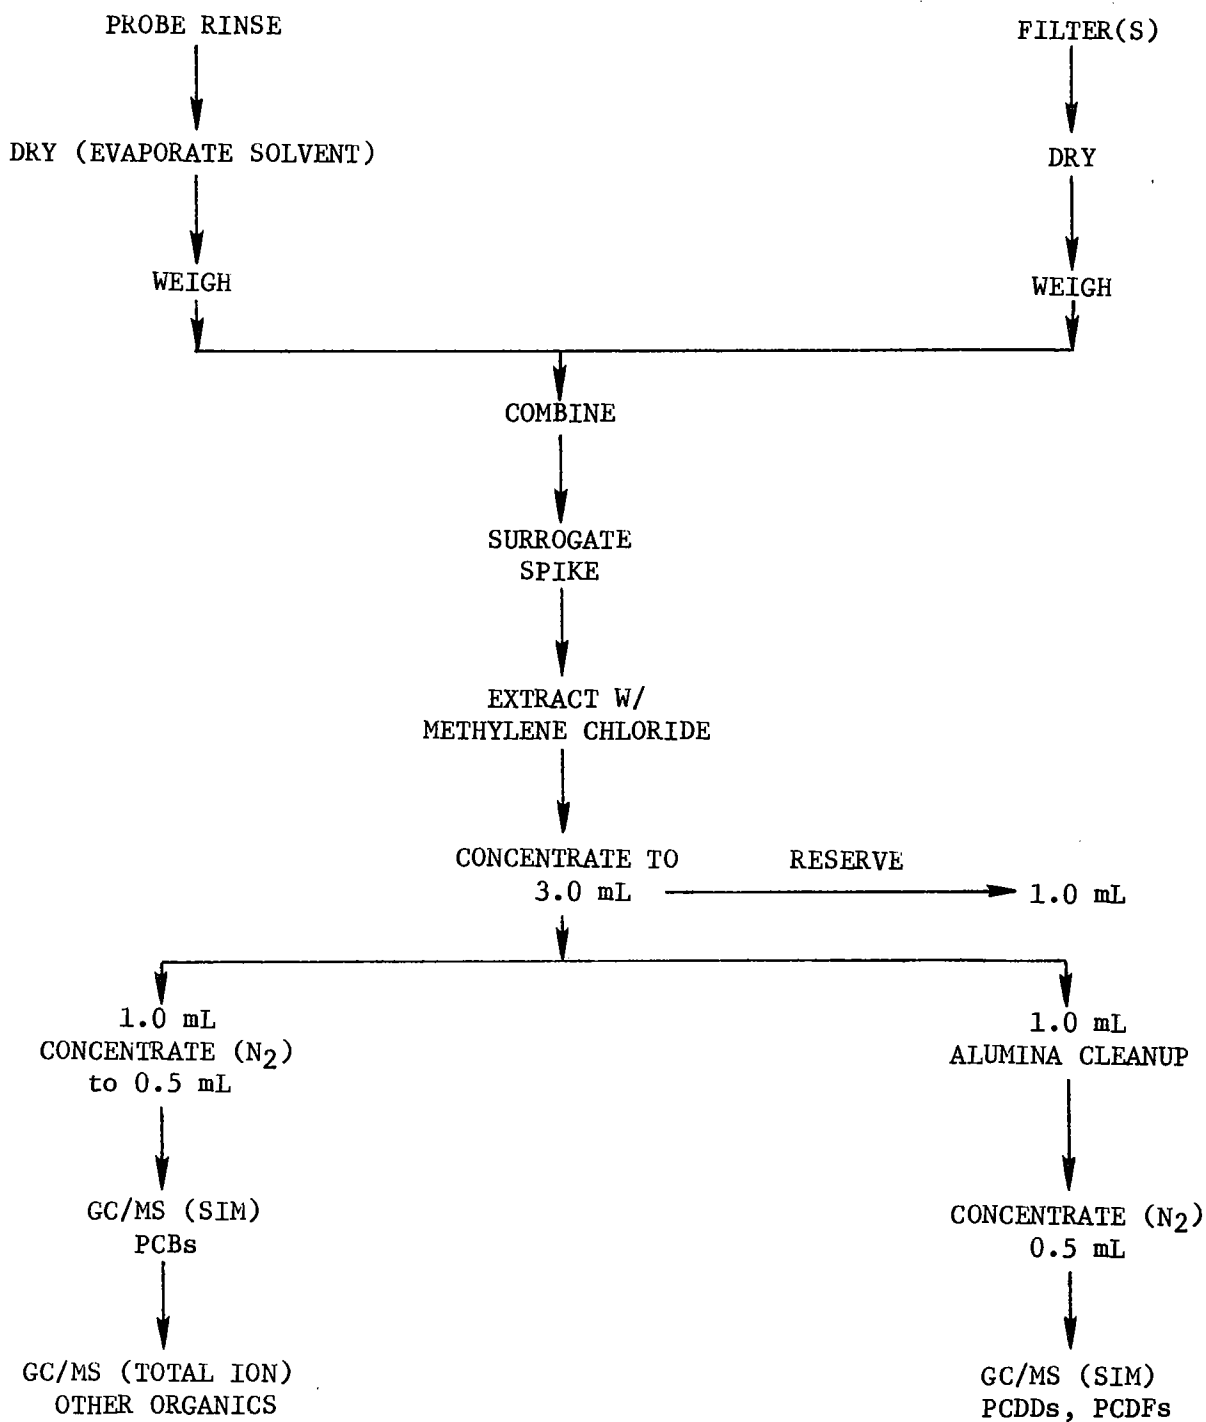 PROBE RINSE
FILTER(S)
DRY (EVAPORATE SOLVENT)
DRY
WEIGH
WEIGH
COMBINE
SURROGATE
SPIKE
EXTRACT W/
METHYLENE CHLORIDE
CONCENTRATE TO
3.0 mL
RESERVE
1.0 mL
1.0 mL
CONCENTRATE (N2)
to 0.5 mL
GC/MS (SIM)
PCBs
GC/MS (TOTAL ION)
OTHER ORGANICS
1.0 mL
ALUMINA CLEANUP
CONCENTRATE (N2)
0.5 mL
GC/MS (SIM)
PCDDs, PCDFs